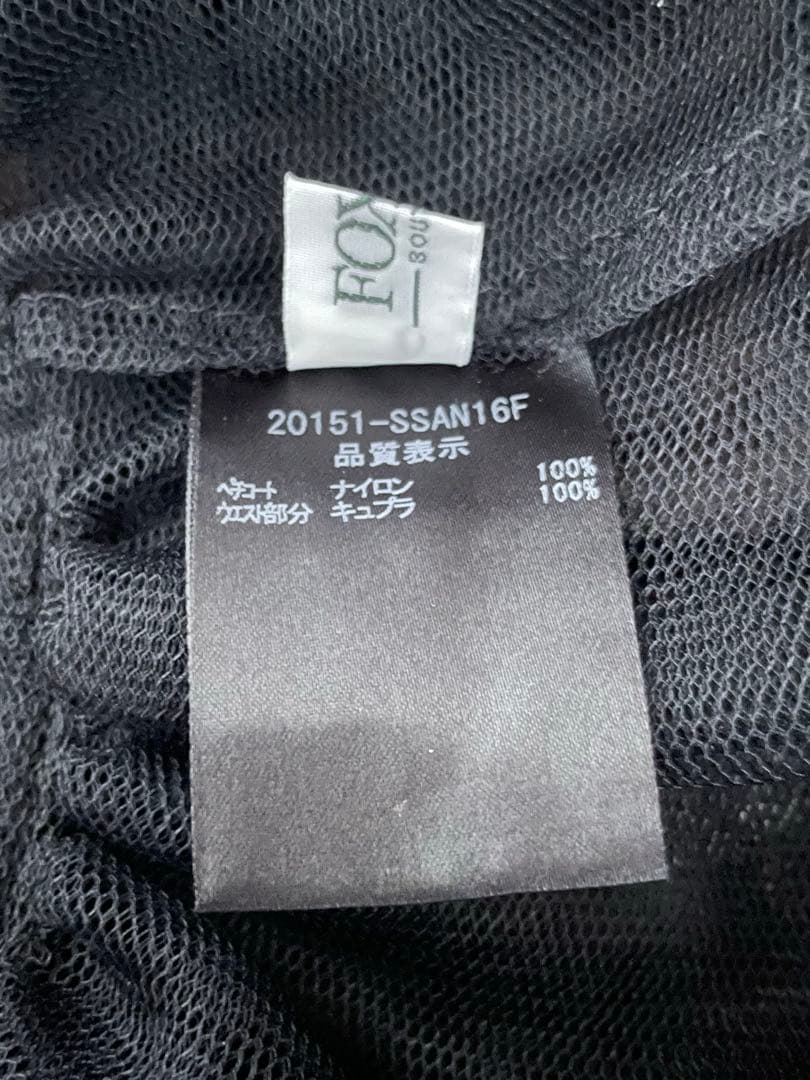 FOX
20151-SSAN16F
品質表示
ペチコート ナイロン 100%
ウエスト部分 キュプラ 100%